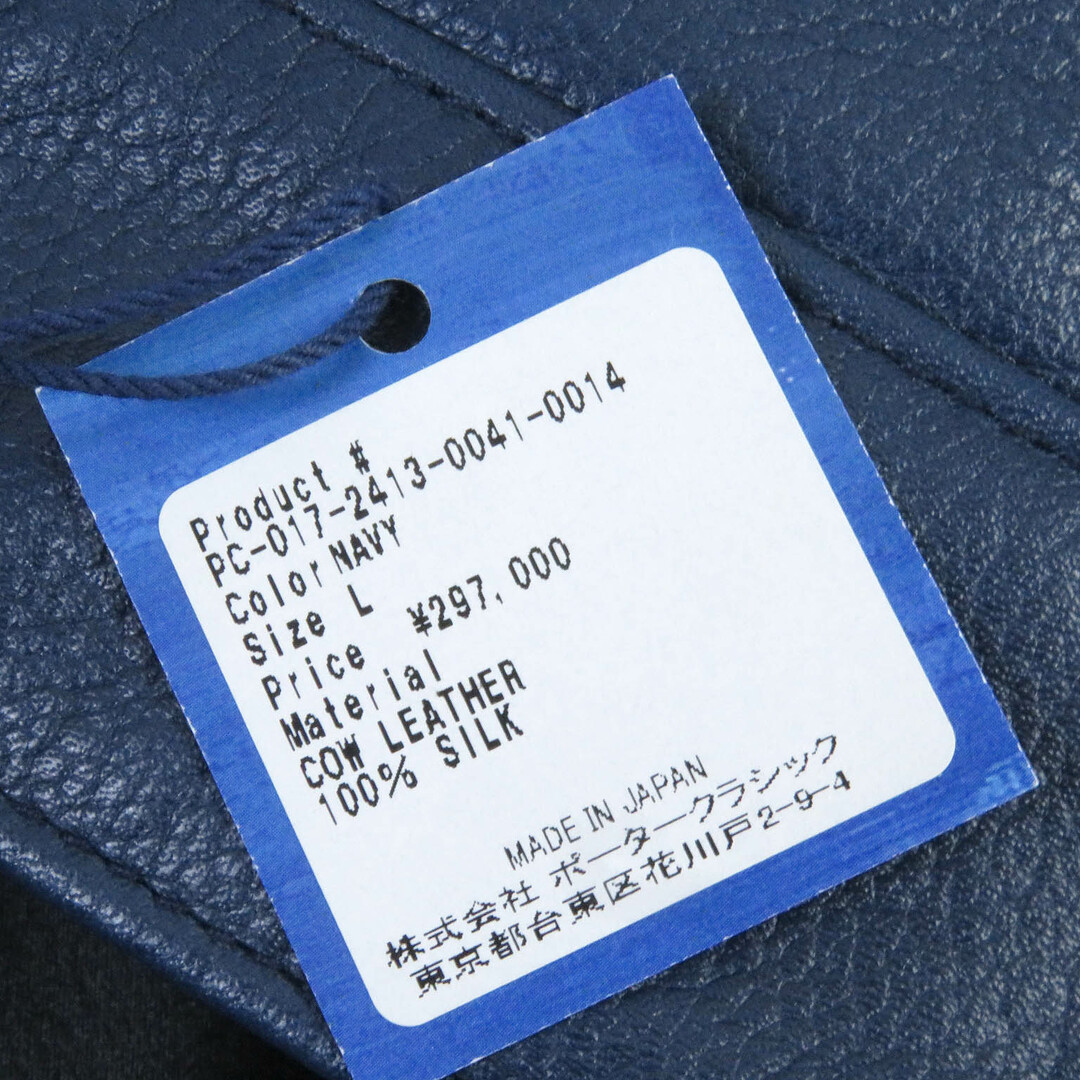 Product #
PC-017-2413-0041-0014
Color NAVY
Size L
Price ¥297,000
Material
COW LEATHER
100% SILK
MADE IN JAPAN
株式会社 ポータークラシック
東京都台東区花川戸2-9-4